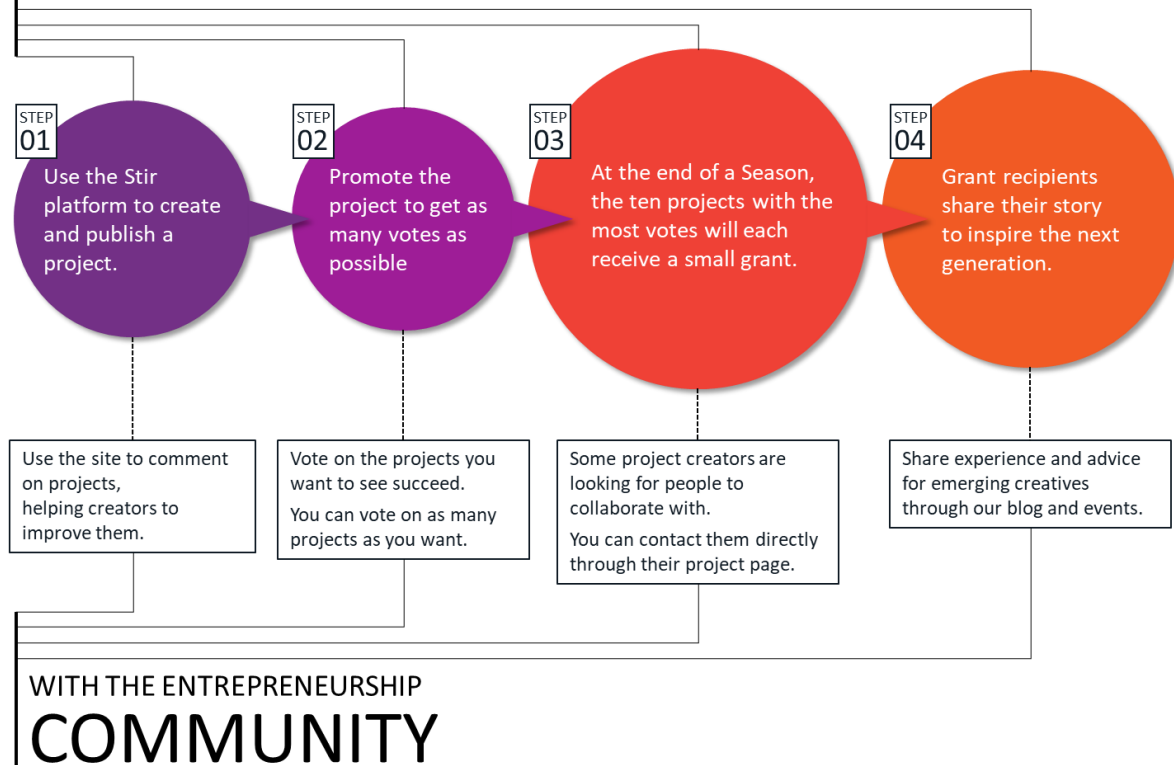 STEP
01
Use the Stir
platform to create
and publish a
project.
STEP
02
Promote the
project to get as
many votes as
possible
STEP
03
At the end of a Season,
the ten projects with the
most votes will each
receive a small grant.
STEP
04
Grant recipients
share their story
to inspire the next
generation.
Use the site to comment
on projects,
helping creators to
improve them.
Vote on the projects you
want to see succeed.
You can vote on as many
projects as you want.
Some project creators are
looking for people to
collaborate with.
You can contact them directly
through their project page.
Share experience and advice
for emerging creatives
through our blog and events.
WITH THE ENTREPRENEURSHIP
COMMUNITY